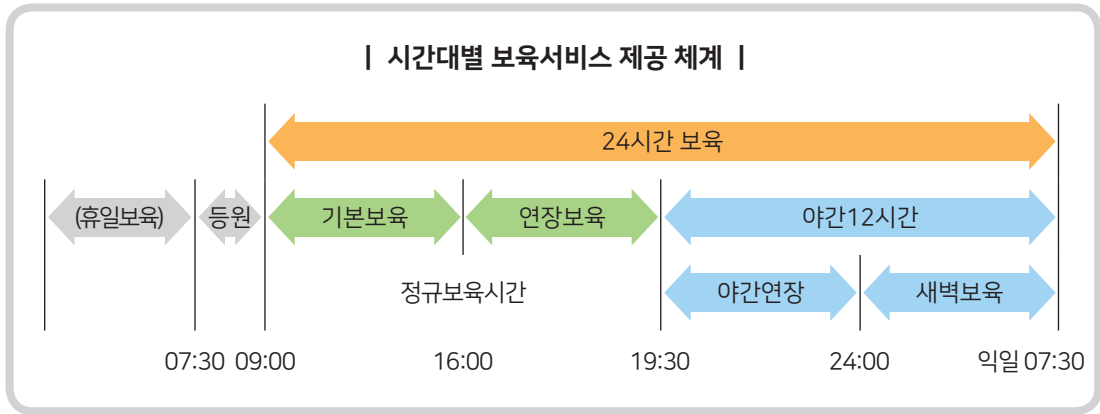 | 시간대별 보육서비스 제공 체계 |
24시간 보육
(휴일보육) 등원 기본보육 연장보육 야간12시간
정규보육시간 야간연장 새벽보육
07:30 09:00 16:00 19:30 24:00 익일 07:30